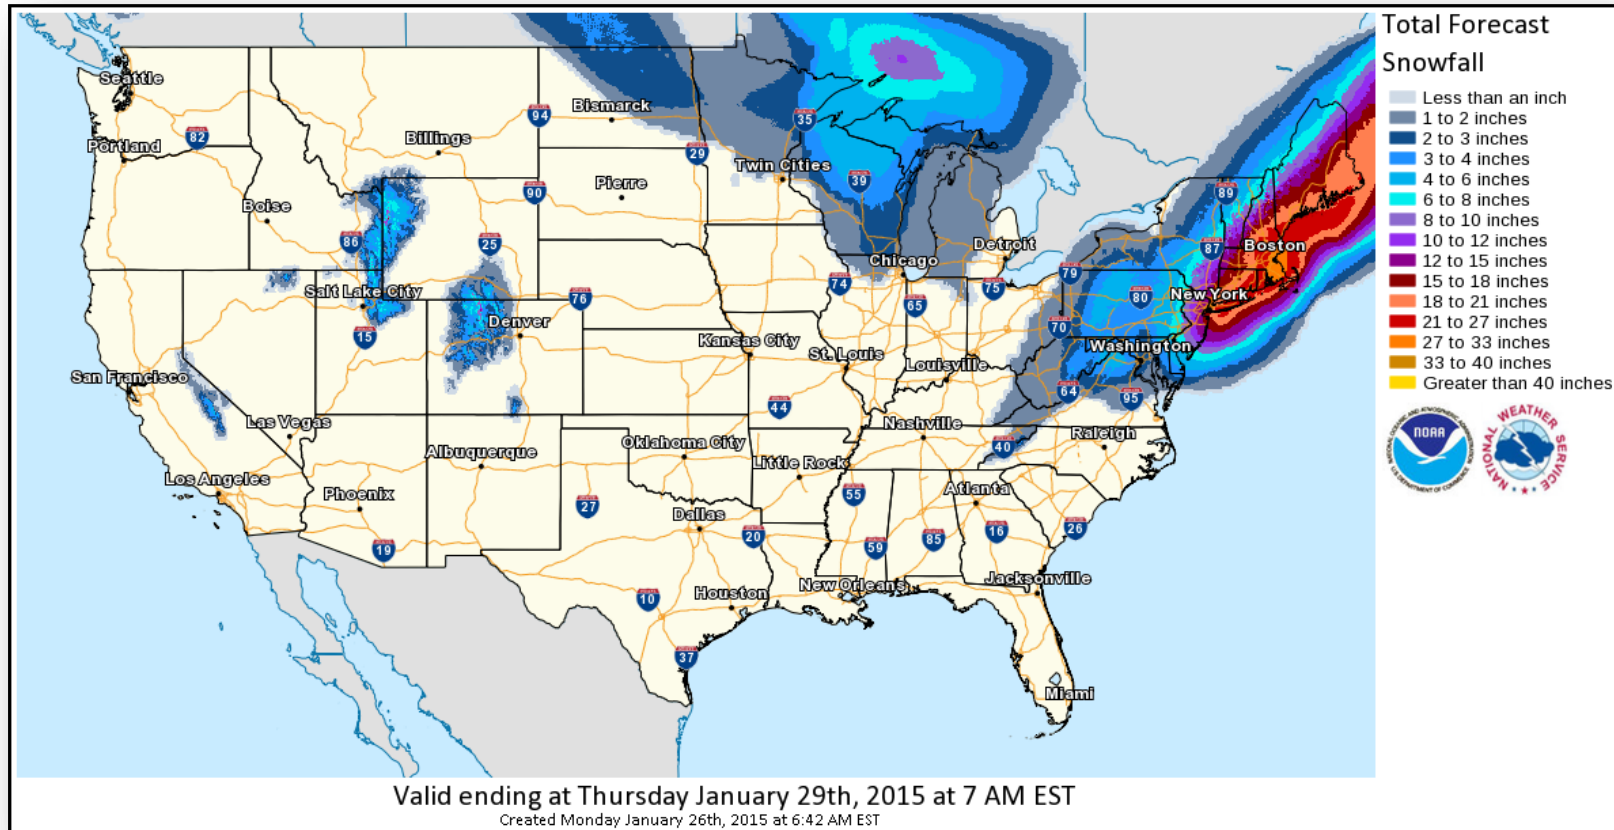 Total Forecast
Snowfall
Less than an inch
1 to 2 inches
2 to 3 inches
3 to 4 inches
4 to 6 inches
6 to 8 inches
8 to 10 inches
10 to 12 inches
12 to 15 inches
15 to 18 inches
18 to 21 inches
21 to 27 inches
27 to 33 inches
33 to 40 inches
Greater than 40 inches
NOAA
NATIONAL WEATHER SERVICE
Seattle
82
Portland
Billings
94
Bismarck
29
35
Twin Cities
Pierre
90
39
Boise
86
25
89
87
Boston
Detroit
Chicago
79
Salt Lake City
76
74
65
75
80
New York
Denver
15
70
Kansas City
St. Louis
Louisville
Washington
San Francisco
64
95
44
Las Vegas
Nashville
Raleigh
Albuquerque
Oklahoma City
Little Rock
40
Los Angeles
Phoenix
27
55
Atlanta
Dallas
20
19
59
85
16
26
10
Houston
New Orleans
Jacksonville
37
Miami
Valid ending at Thursday January 29th, 2015 at 7 AM EST
Created Monday January 26th, 2015 at 6:42 AM EST